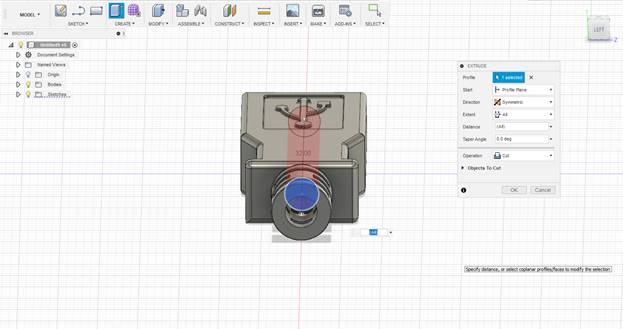 MODEL
SKETCH
CREATE
MODIFY
ASSEMBLE
CONSTRUCT
INSPECT
INSERT
MAKE
ADD-INS
SELECT
BROWSER
Document Settings
Named Views
Origin
Bodies
Sketches
LEFT
Z
EXTRUDE
Profile
1 selected
Start
Profile Plane
Direction
Symmetric
Extent
All
Distance
(All)
Taper Angle
0.0 deg
Operation
Cut
Objects To Cut
OK
Cancel
32.00
(All)
Specify distance, or select coplanar profiles/faces to modify the selection